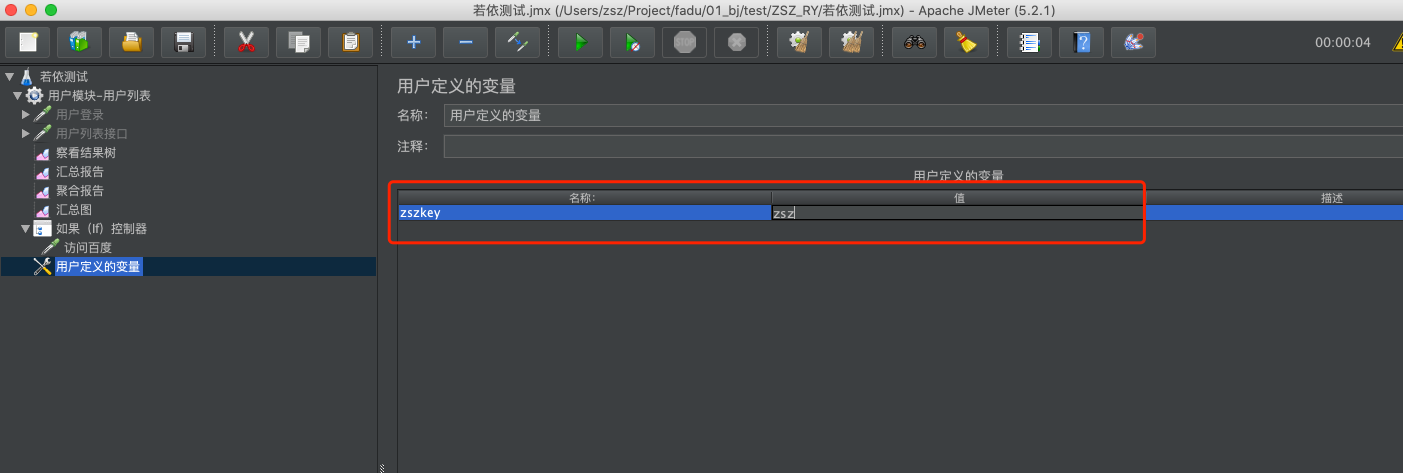 若依测试.jmx (/Users/zsz/Project/fadu/01_bj/test/ZSZ_RY/若依测试.jmx) - Apache JMeter (5.2.1)
STOP
00:00:04
若依测试
用户模块-用户列表
用户登录
用户列表接口
察看结果树
汇总报告
聚合报告
汇总图
如果（If）控制器
访问百度
用户定义的变量
用户定义的变量
名称： 用户定义的变量
注释：
用户定义的变量
名称: 值 描述
zszkey zsz